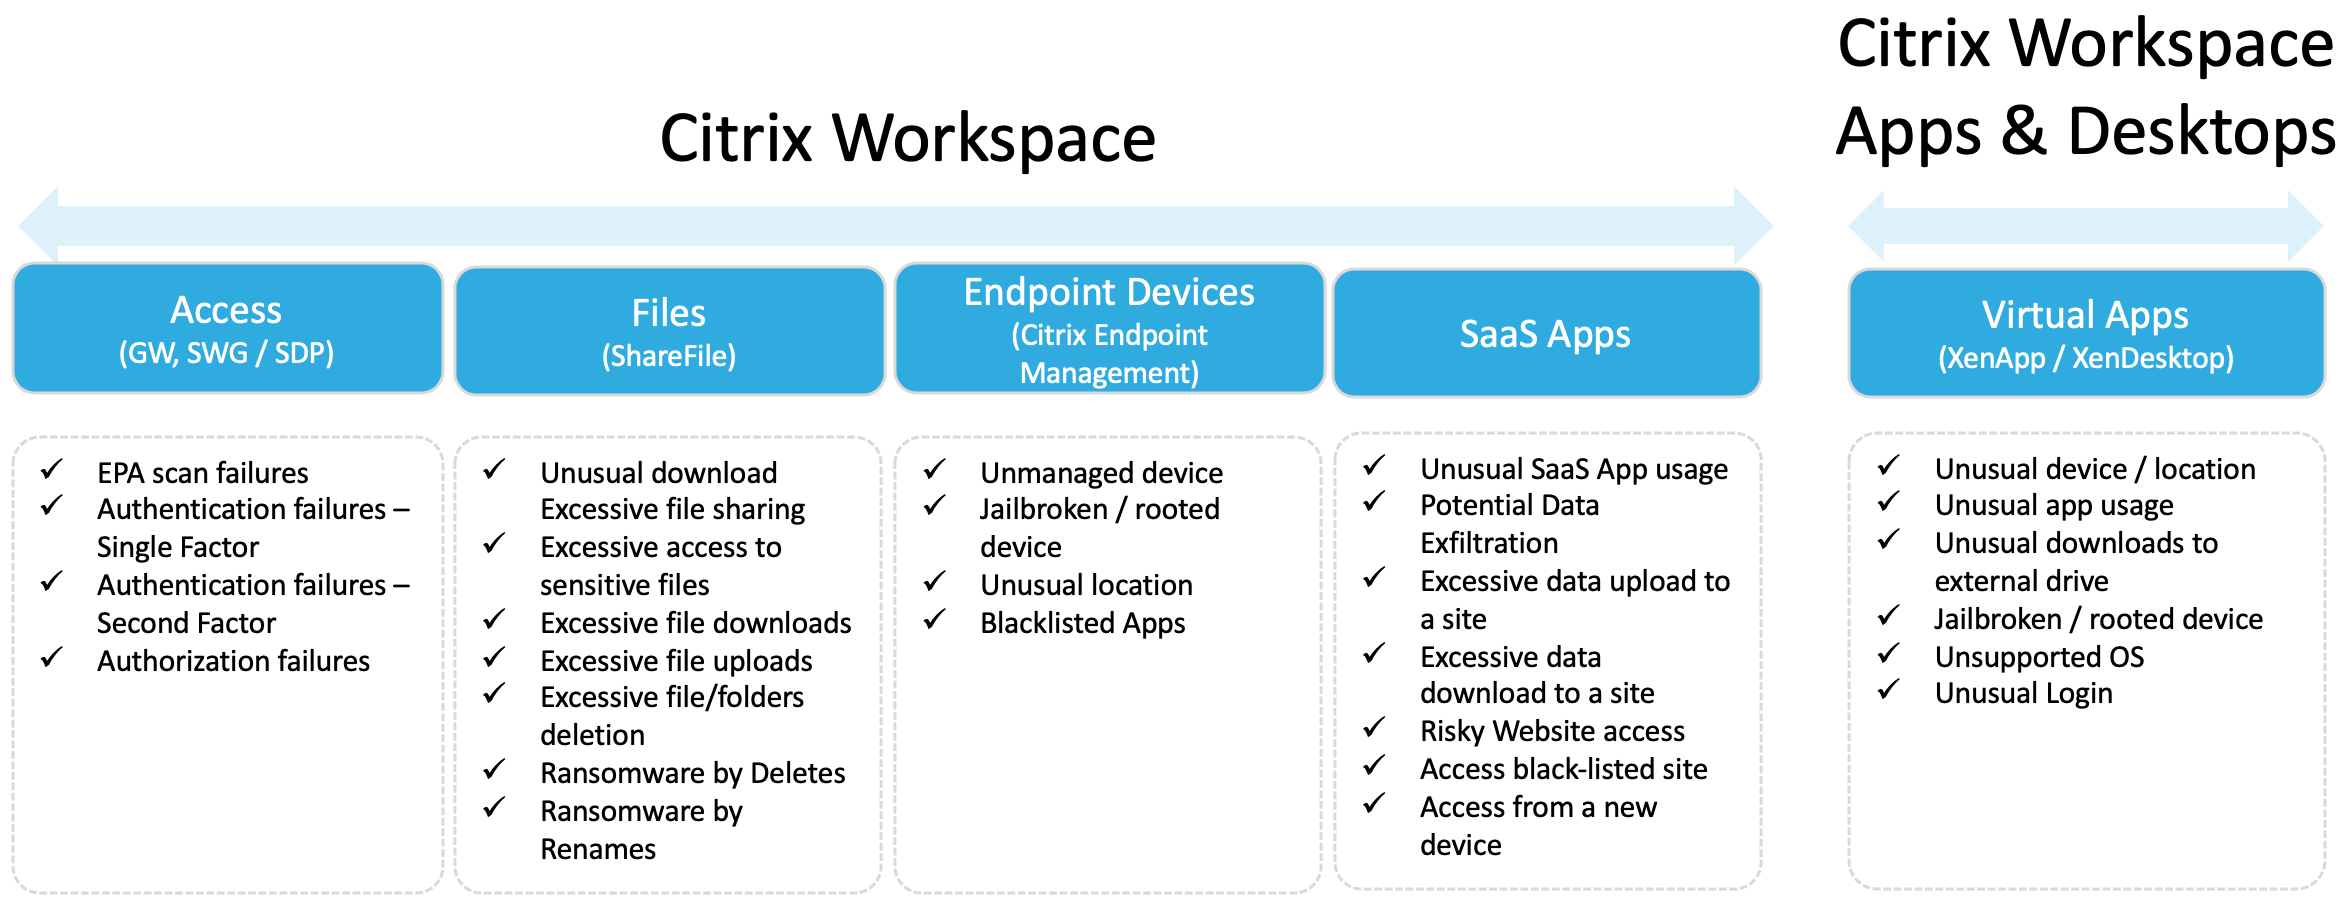 Citrix Workspace
Citrix Workspace
Apps & Desktops
Access
(GW, SWG / SDP)
✓ EPA scan failures
✓ Authentication failures –
Single Factor
✓ Authentication failures –
Second Factor
✓ Authorization failures
Files
(ShareFile)
✓ Unusual download
Excessive file sharing
✓ Excessive access to
sensitive files
✓ Excessive file downloads
✓ Excessive file uploads
✓ Excessive file/folders
deletion
✓ Ransomware by Deletes
✓ Ransomware by
Renames
Endpoint Devices
(Citrix Endpoint
Management)
✓ Unmanaged device
✓ Jailbroken / rooted
device
✓ Unusual location
✓ Blacklisted Apps
SaaS Apps
✓ Unusual SaaS App usage
✓ Potential Data
Exfiltration
✓ Excessive data upload to
a site
✓ Excessive data
download to a site
✓ Risky Website access
✓ Access black-listed site
✓ Access from a new
device
Virtual Apps
(XenApp / XenDesktop)
✓ Unusual device / location
✓ Unusual app usage
✓ Unusual downloads to
external drive
✓ Jailbroken / rooted device
✓ Unsupported OS
✓ Unusual Login